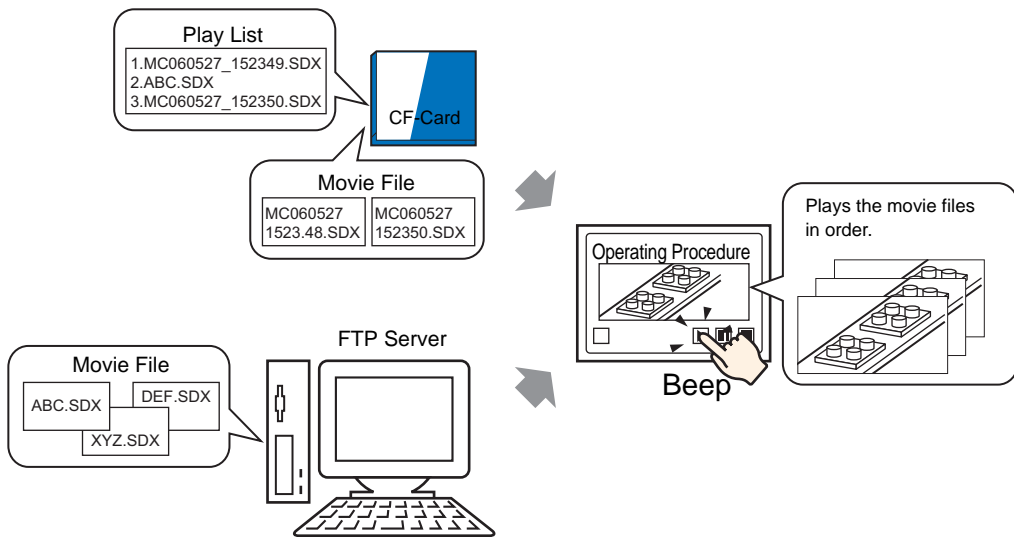 Play List
1.MC060527_152349.SDX
2.ABC.SDX
3.MC060527_152350.SDX
CF-Card
Movie File
MC060527
1523.48.SDX
MC060527
152350.SDX
Operating Procedure
Beep
Plays the movie files
in order.
FTP Server
Movie File
ABC.SDX
DEF.SDX
XYZ.SDX